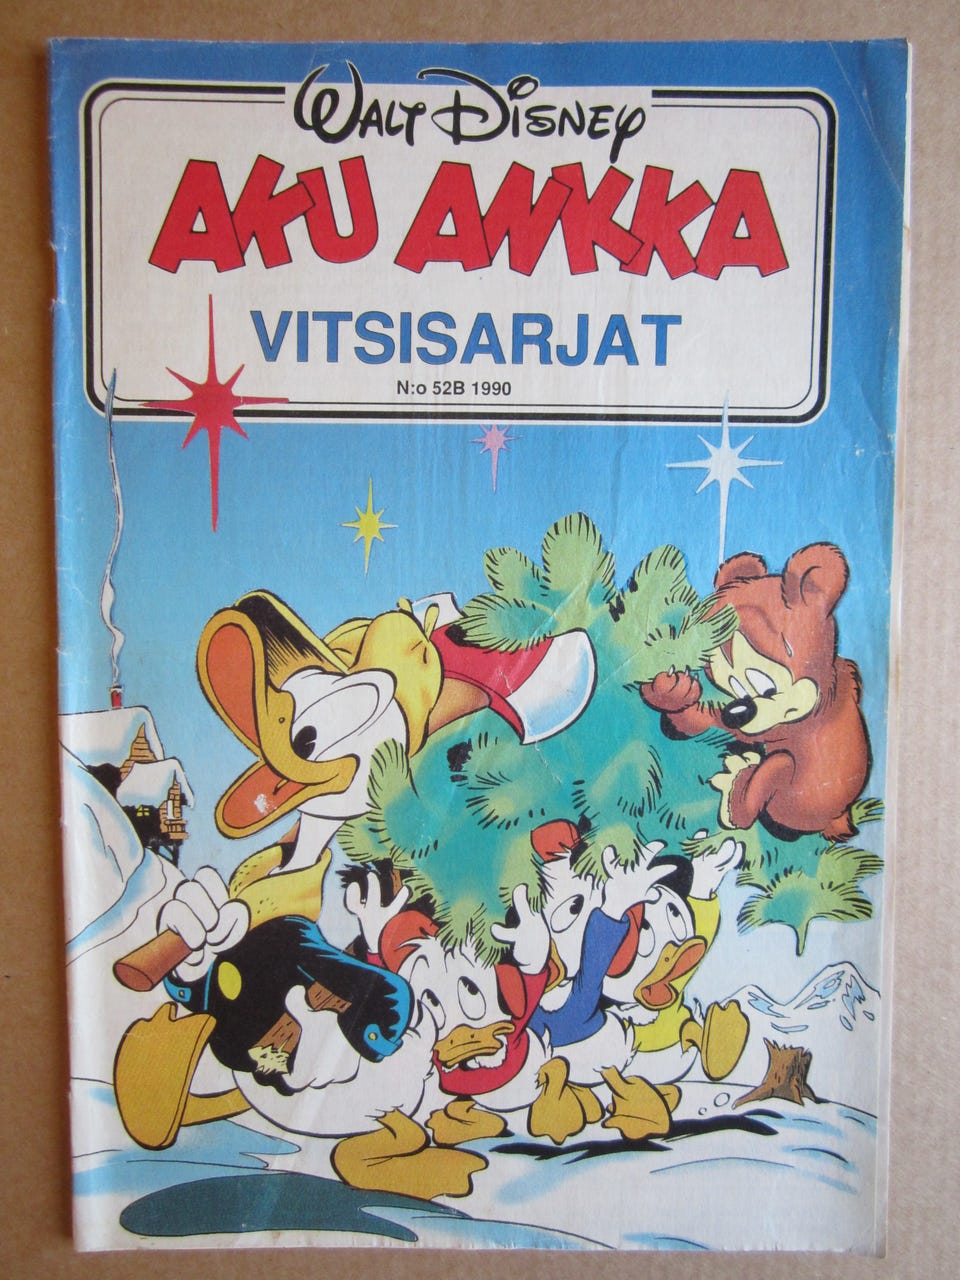 WALT DISNEY
AKU ANKKA
VITSISARJAT
N:o 52B 1990